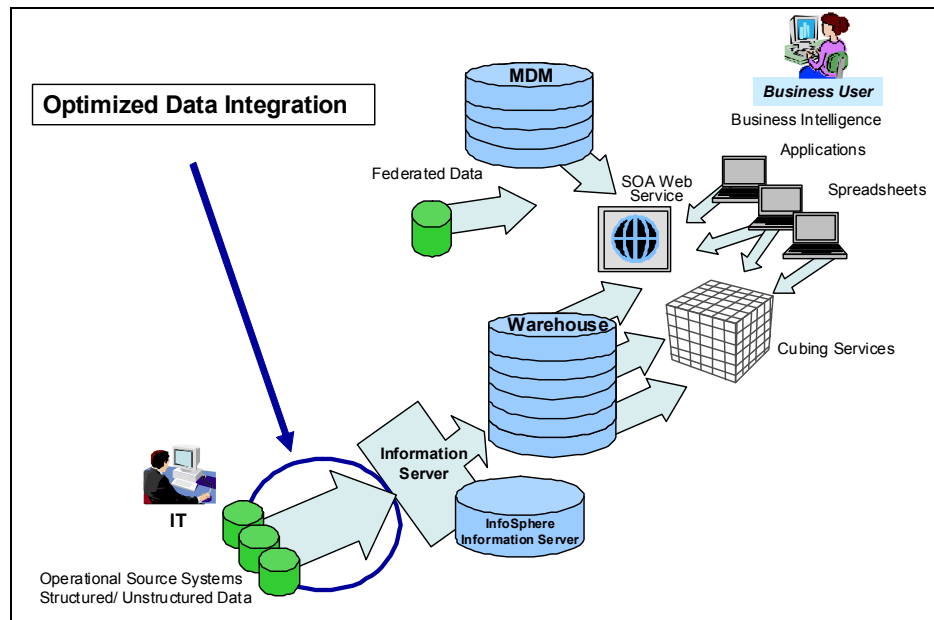 MDM
Business User
Business Intelligence
Optimized Data Integration
Applications
Federated Data
SOA Web
Service
Spreadsheets
Warehouse
Cubing Services
Information
Server
IT
InfoSphere
Information Server
Operational Source Systems
Structured/ Unstructured Data